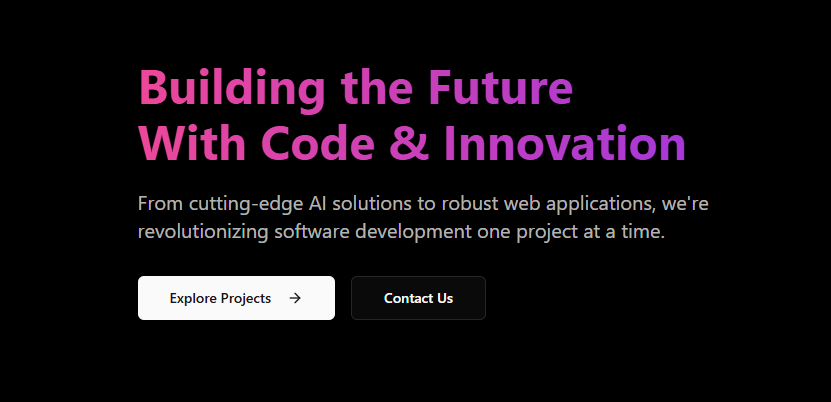 Building the Future
With Code & Innovation
From cutting-edge AI solutions to robust web applications, we're
revolutionizing software development one project at a time.
Explore Projects →
Contact Us